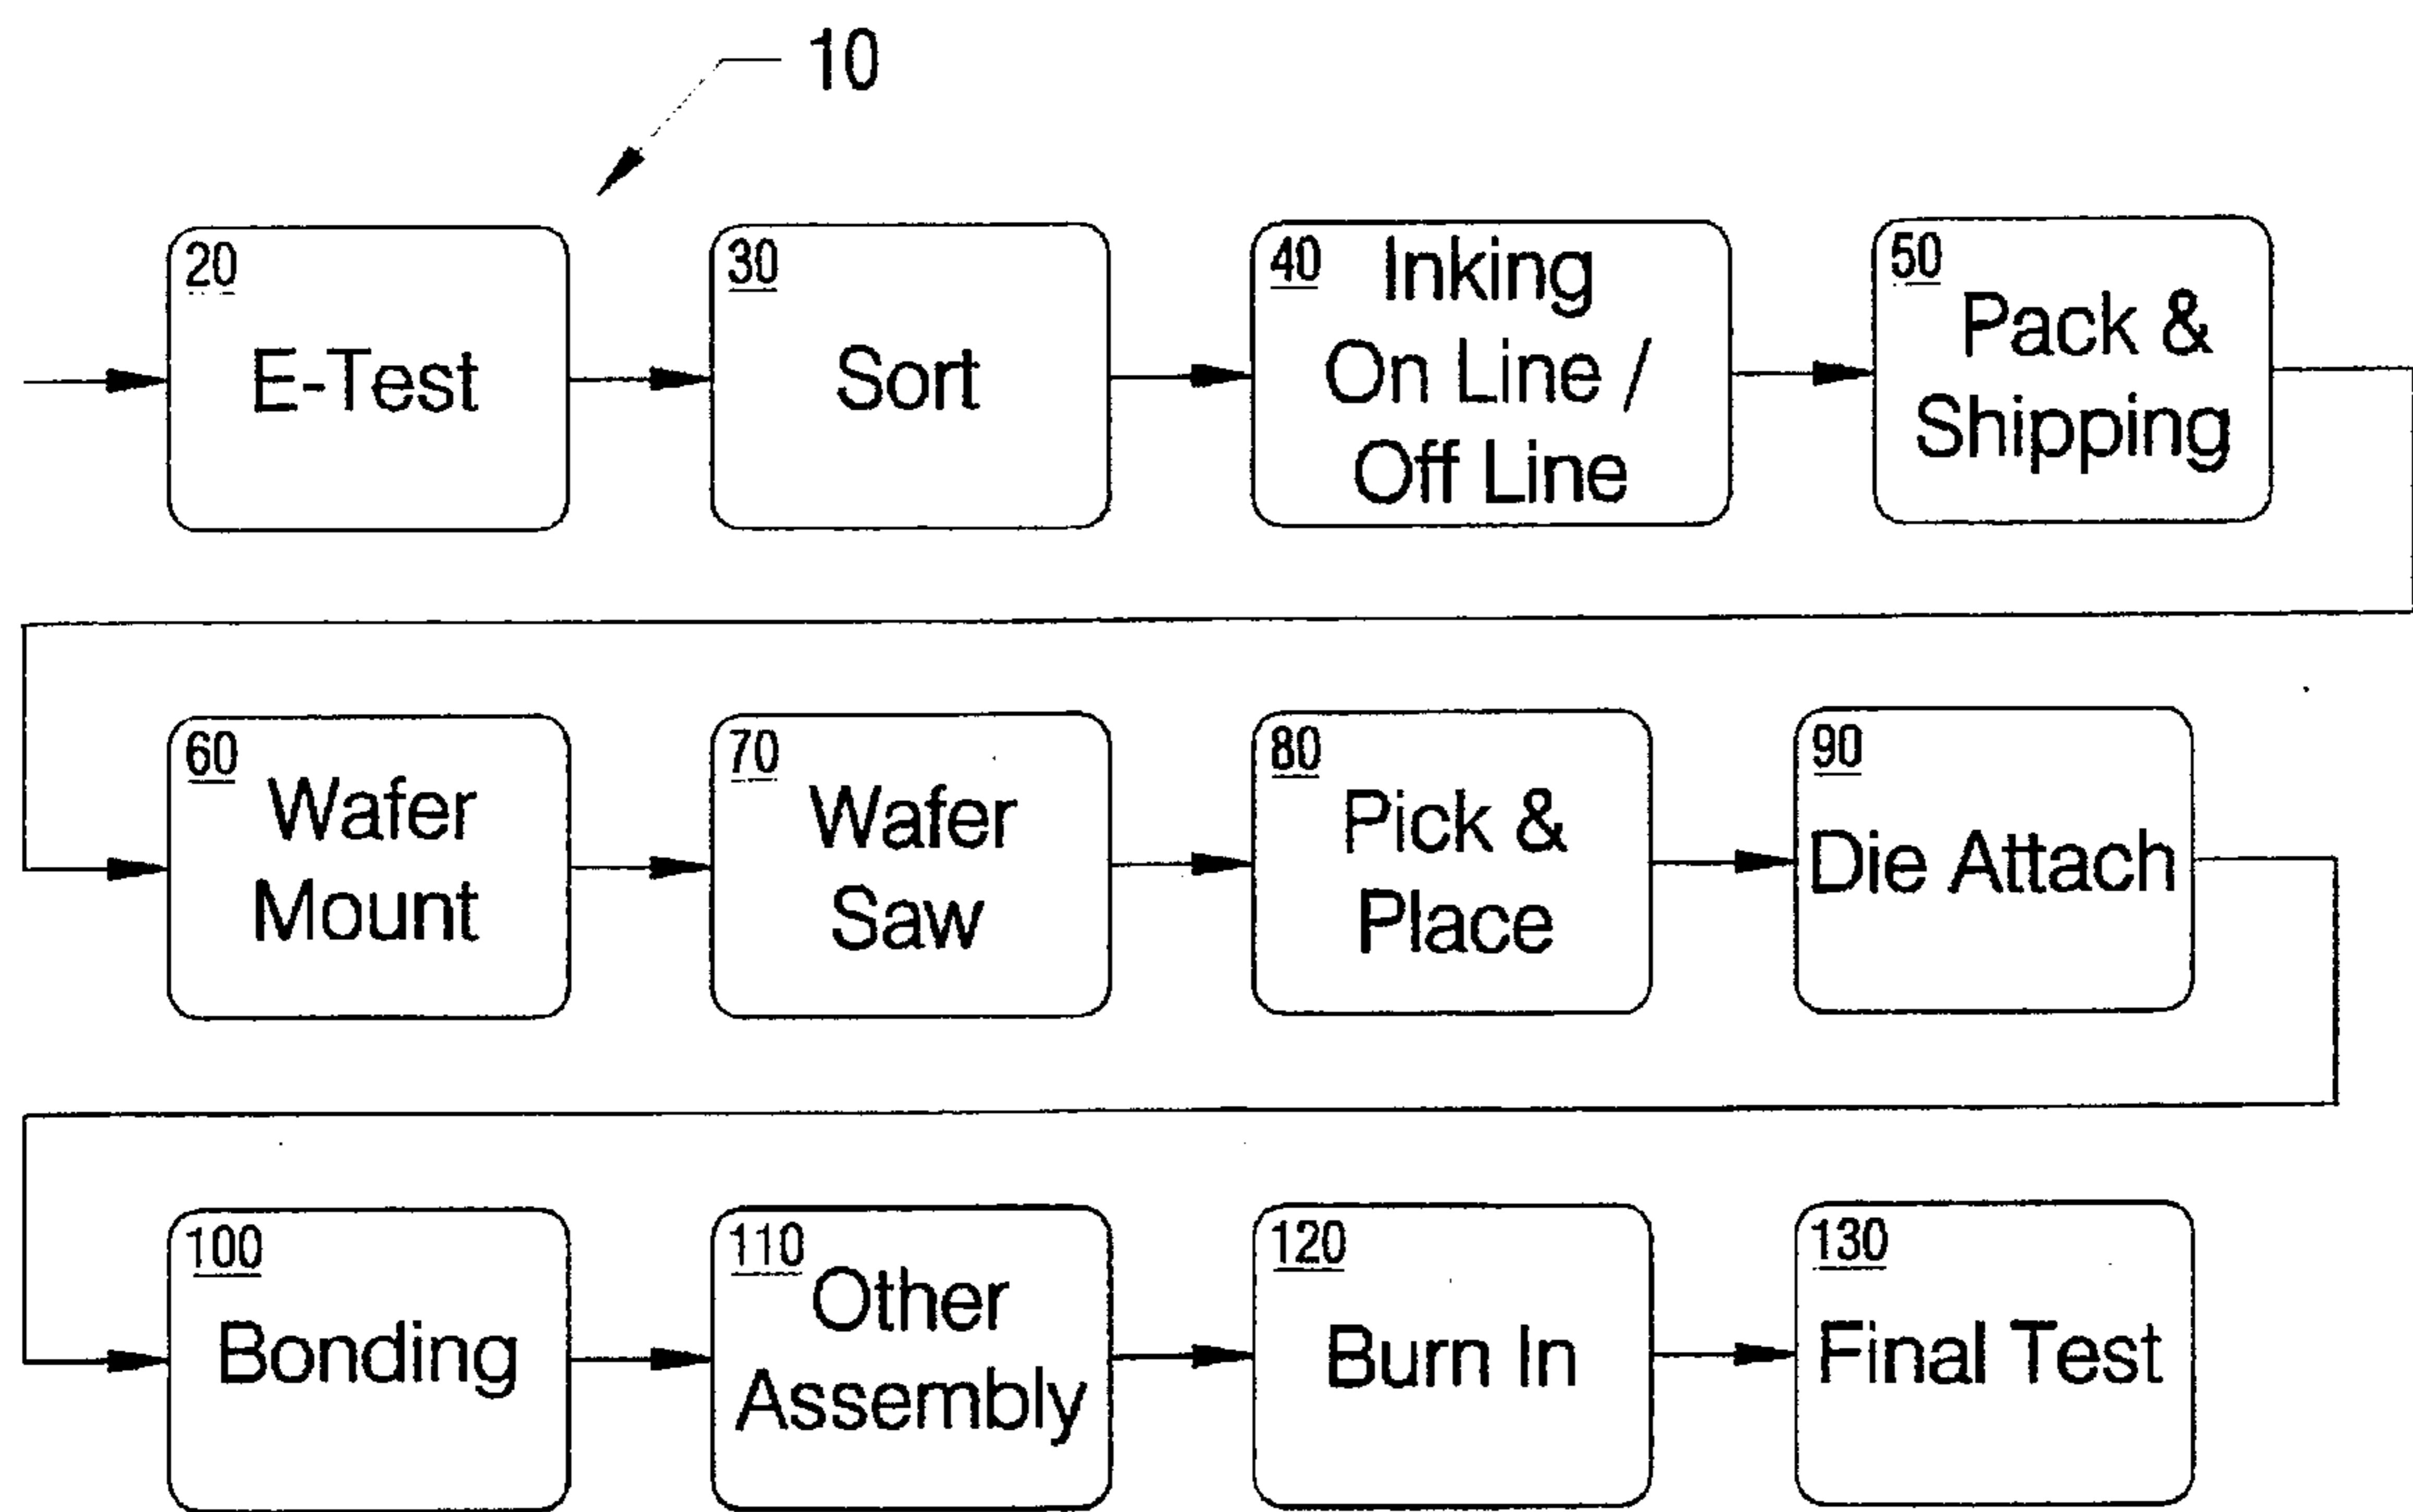 10
20
E-Test
30
Sort
40
Inking
On Line /
Off Line
50
Pack &
Shipping
60
Wafer
Mount
70
Wafer
Saw
80
Pick &
Place
90
Die Attach
100
Bonding
110
Other
Assembly
120
Burn In
130
Final Test